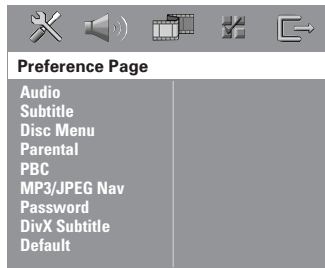 Preference Page
Audio
Subtitle
Disc Menu
Parental
PBC
MP3/JPEG Nav
Password
DivX Subtitle
Default